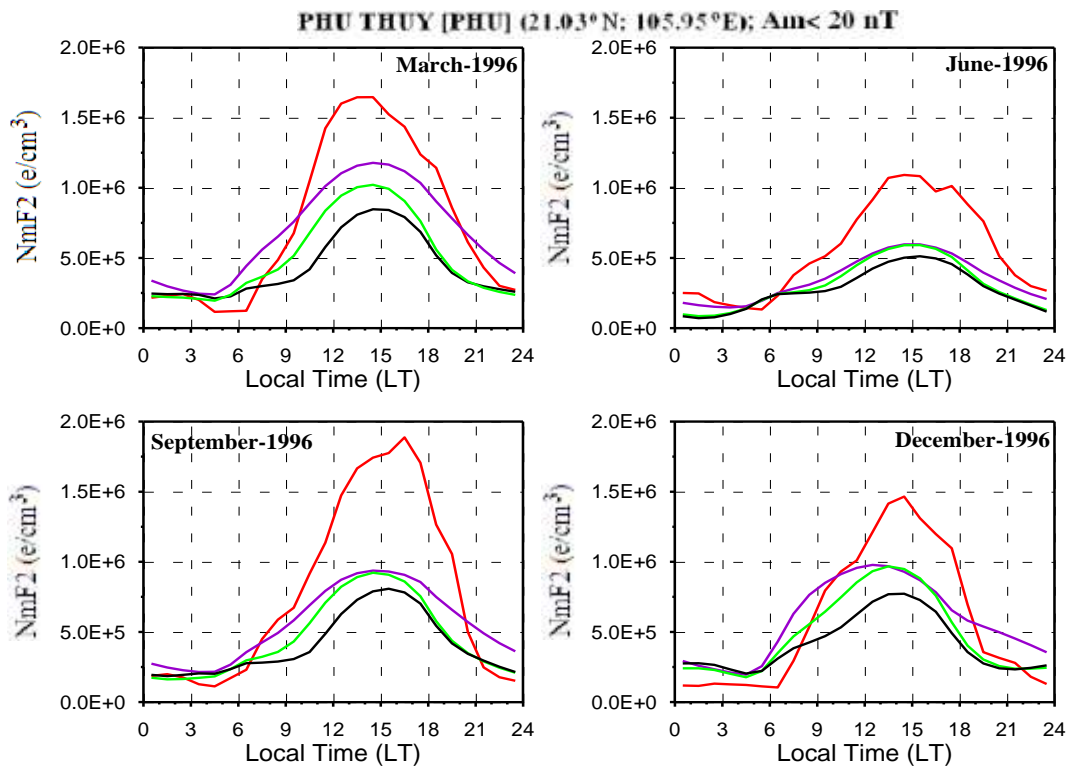 PHU THUY [PHU] (21.03°N; 105.95°E); Am< 20 nT
March-1996
NmF2 (e/cm³)
2.0E+6
1.5E+6
1.0E+6
5.0E+5
0.0E+0
0 3 6 9 12 15 18 21 24
Local Time (LT)
June-1996
NmF2 (e/cm³)
2.0E+6
1.5E+6
1.0E+6
5.0E+5
0.0E+0
0 3 6 9 12 15 18 21 24
Local Time (LT)
September-1996
NmF2 (e/cm³)
2.0E+6
1.5E+6
1.0E+6
5.0E+5
0.0E+0
0 3 6 9 12 15 18 21 24
Local Time (LT)
December-1996
NmF2 (e/cm³)
2.0E+6
1.5E+6
1.0E+6
5.0E+5
0.0E+0
0 3 6 9 12 15 18 21 24
Local Time (LT)